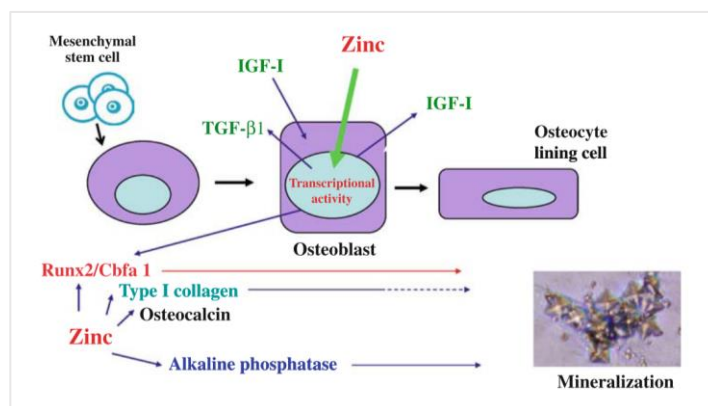 Mesenchymal
stem cell
Zinc
IGF-I
IGF-I
TGF-β1
Osteocyte
lining cell
Transcriptional
activity
Osteoblast
Runx2/Cbfa 1
Type I collagen
Osteocalcin
Zinc
Alkaline phosphatase
Mineralization